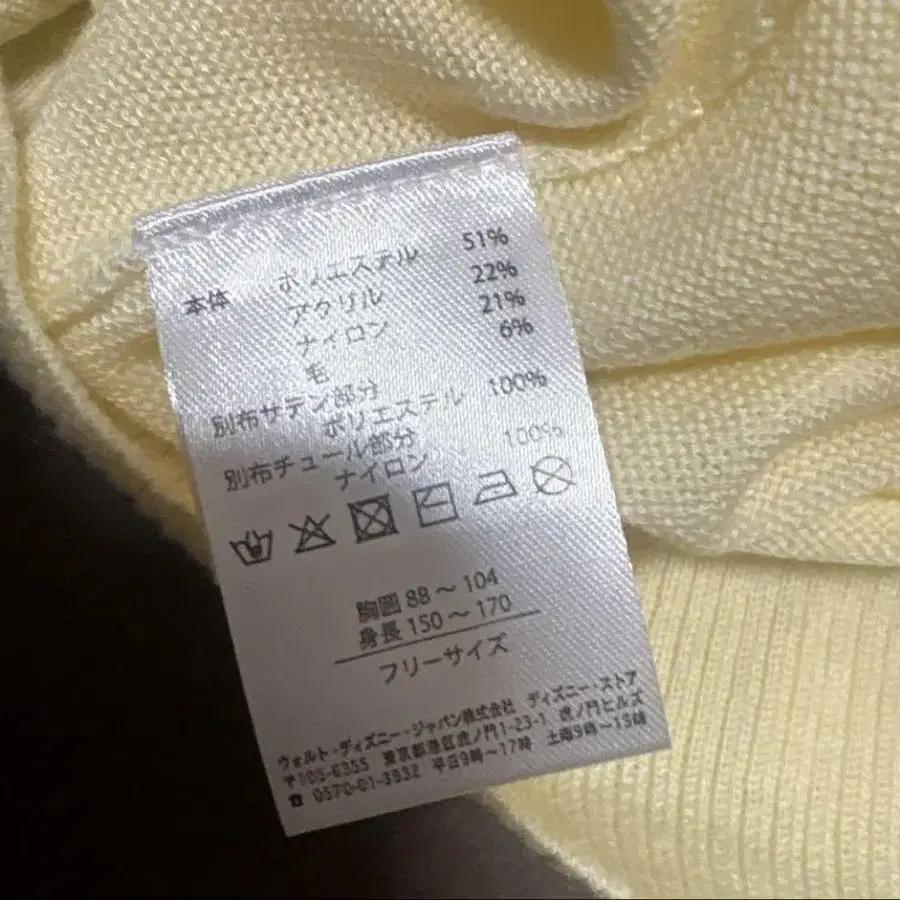 本体 ポリエステル 51%
アクリル 22%
ナイロン 21%
毛 6%
別布サテン部分
ポリエステル 100%
別布チュール部分
ナイロン 100%
胸囲 88～104
身長 150～170
フリーサイズ
ウォルト・ディズニー・ジャパン株式会社 ディズニー・ストア
〒105-6355 東京都港区虎ノ門1-23-1 虎ノ門ヒルズ
☎ 0570-01-3932 平日9時～17時 土曜9時～15時